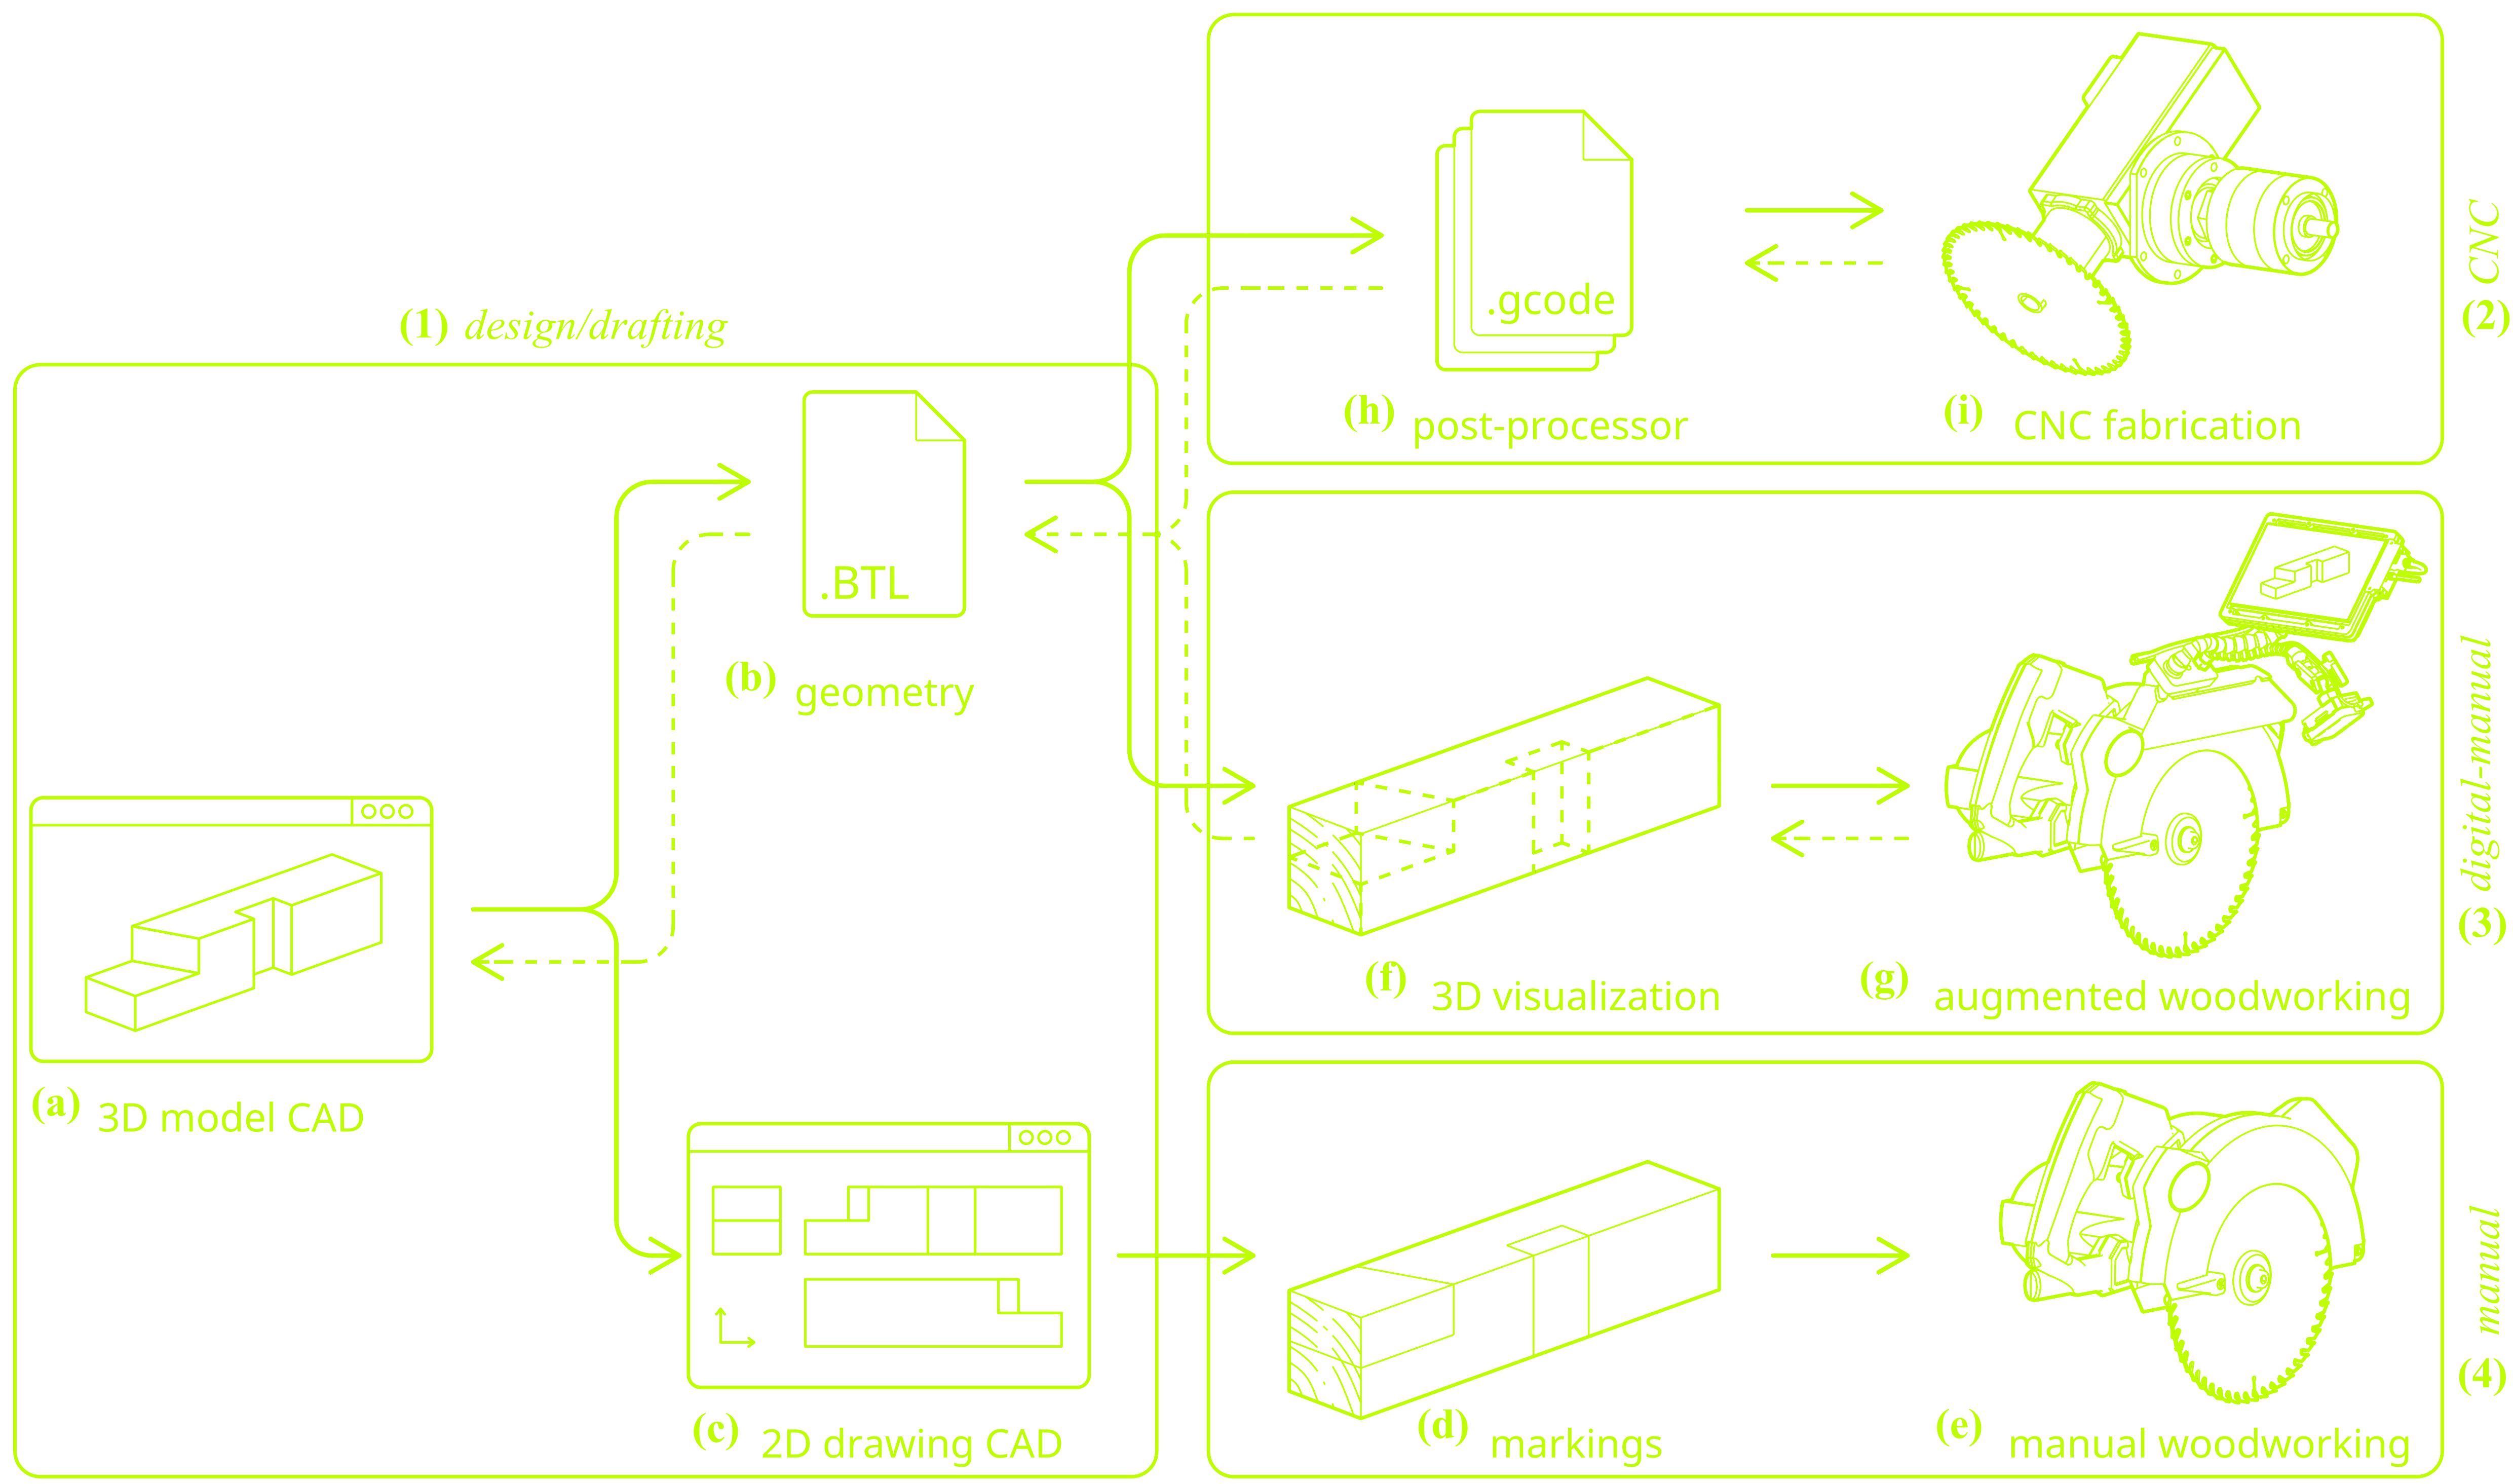 (1) design/drafting
.BTL
(b) geometry
(a) 3D model CAD
(c) 2D drawing CAD
.gcode
(h) post-processor
(i) CNC fabrication
(2) CNC
(f) 3D visualization
(g) augmented woodworking
(3) digital-manual
(d) markings
(e) manual woodworking
(4) manual